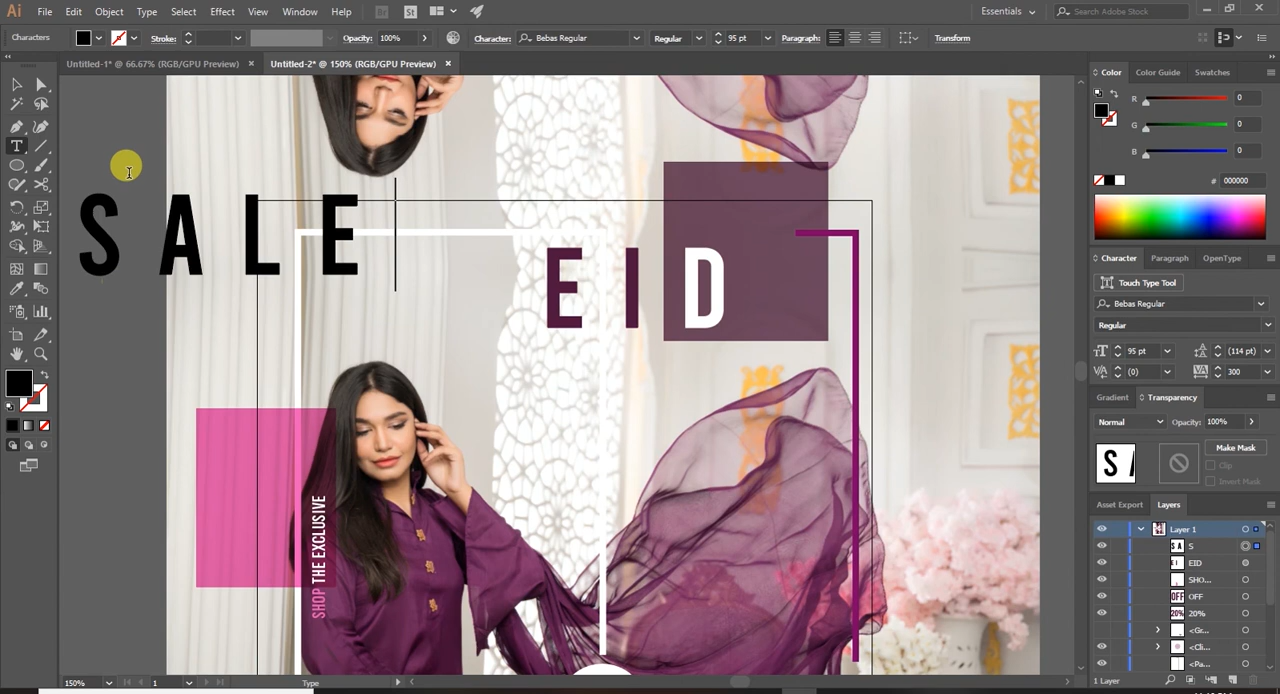 Ai File Edit Object Type Select Effect View Window Help Br St Essentials Search Adobe Stock
Characters Stroke: Opacity: 100% Character: Bebas Regular Regular 95 pt Paragraph: Transform
Untitled-1* @ 66.67% (RGB/GPU Preview) × Untitled-2* @ 150% (RGB/GPU Preview) ×
Color Color Guide Swatches
R 0
G 0
B 0
# 000000
SALE
EID
SHOP THE EXCLUSIVE
Character Paragraph OpenType
Touch Type Tool
Bebas Regular
Regular
95 pt (114 pt)
(0) 300
Gradient Transparency
Normal Opacity: 100%
S A
Make Mask
Clip
Invert Mask
Asset Export Layers
Layer 1
S
EID
SHO...
OFF
20%
<Gr...
<Cli...
<Pa...
1 Layer
150% 1 Type